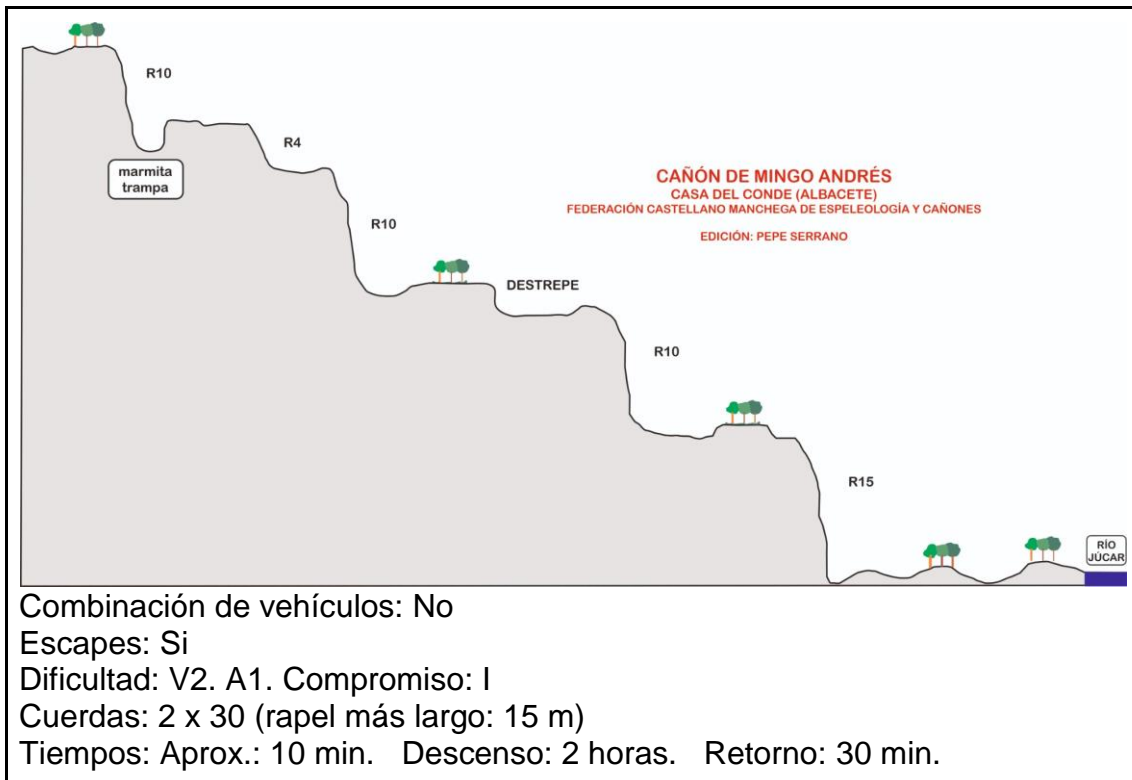 R10
marmita
trampa
R4
CAÑÓN DE MINGO ANDRÉS
CASA DEL CONDE (ALBACETE)
FEDERACIÓN CASTELLANO MANCHEGA DE ESPELEOLOGÍA Y CAÑONES
EDICIÓN: PEPE SERRANO
R10
DESTREPE
R10
R15
RÍO
JÚCAR
Combinación de vehículos: No
Escapes: Si
Dificultad: V2. A1. Compromiso: I
Cuerdas: 2 x 30 (rapel más largo: 15 m)
Tiempos: Aprox.: 10 min. Descenso: 2 horas. Retorno: 30 min.